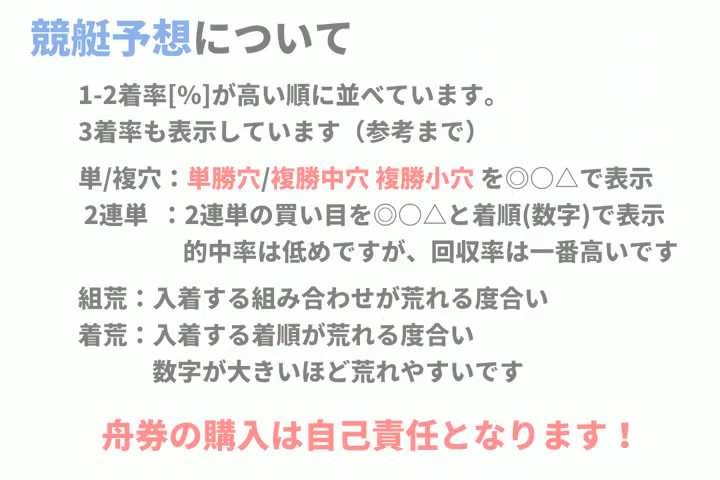 競艇予想について
1-2着率[%]が高い順に並べています。
3着率も表示しています（参考まで）
単/複穴：単勝穴/複勝中穴 複勝小穴 を◎○△で表示
2連単 ：2連単の買い目を◎○△と着順(数字)で表示
的中率は低めですが、回収率は一番高いです
組荒：入着する組み合わせが荒れる度合い
着荒：入着する着順が荒れる度合い
数字が大きいほど荒れやすいです
舟券の購入は自己責任となります！